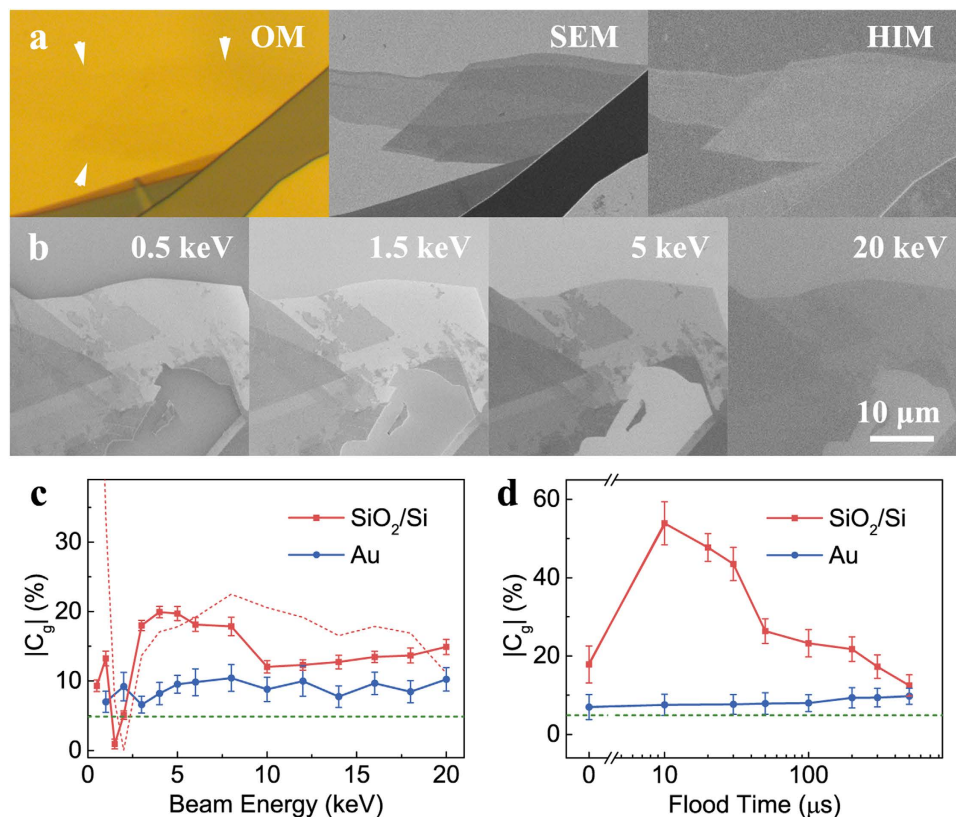 a OM SEM HIM
b 0.5 keV 1.5 keV 5 keV 20 keV
10 μm
c
SiO₂/Si
Au
|Cg| (%)
30
20
10
0
0 5 10 15 20
Beam Energy (keV)
d
SiO₂/Si
Au
|Cg| (%)
60
40
20
0
0 10 100
Flood Time (μs)